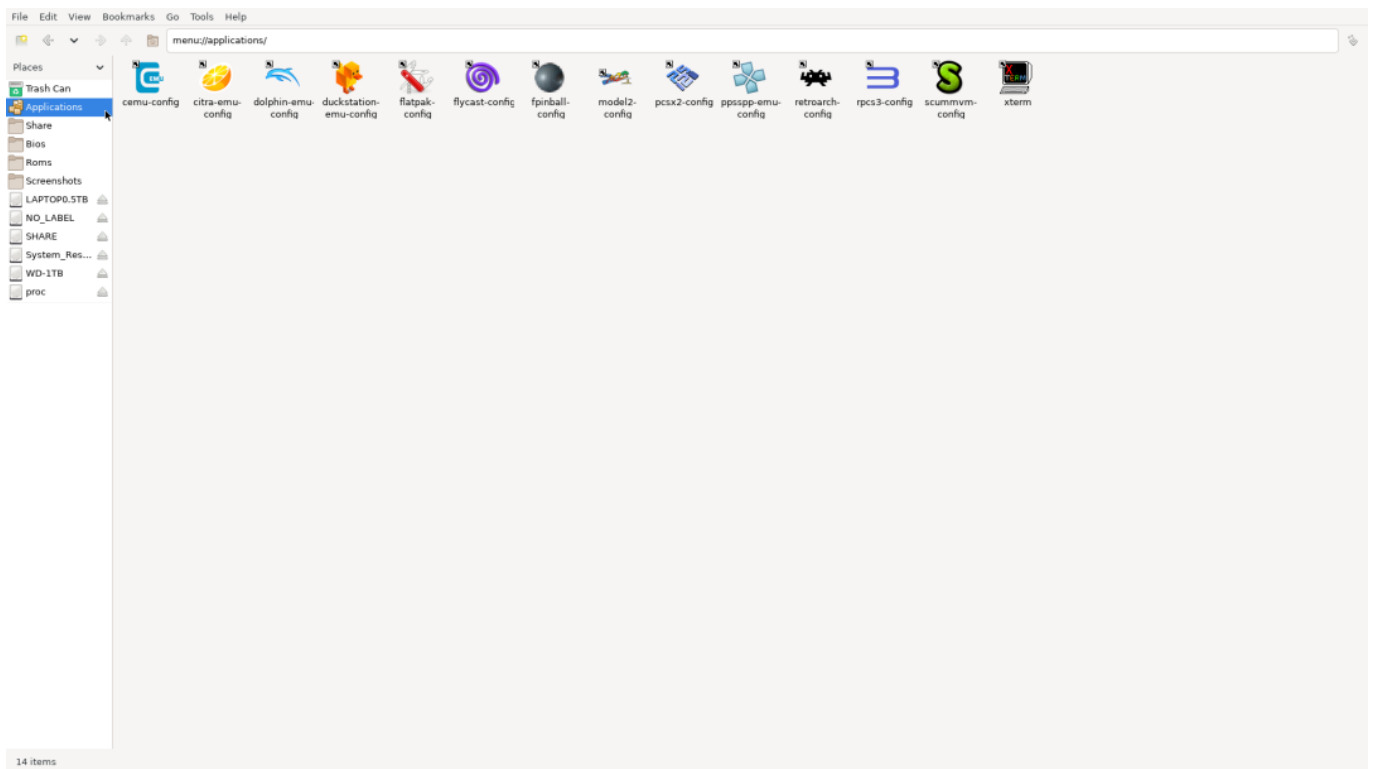 File Edit View Bookmarks Go Tools Help
menu://applications/
Places
Trash Can
Applications
Share
Bios
Roms
Screenshots
LAPTOP0.5TB
NO_LABEL
SHARE
System_Res...
WD-1TB
proc
cemu-config
citra-emu-
config
dolphin-emu-
config
duckstation-
emu-config
flatpak-
config
flycast-config
fpinball-
config
model2-
config
pcsx2-config
ppsspp-emu-
config
retroarch-
config
rpcs3-config
scummvm-
config
xterm
EMU
X
TERM
14 items